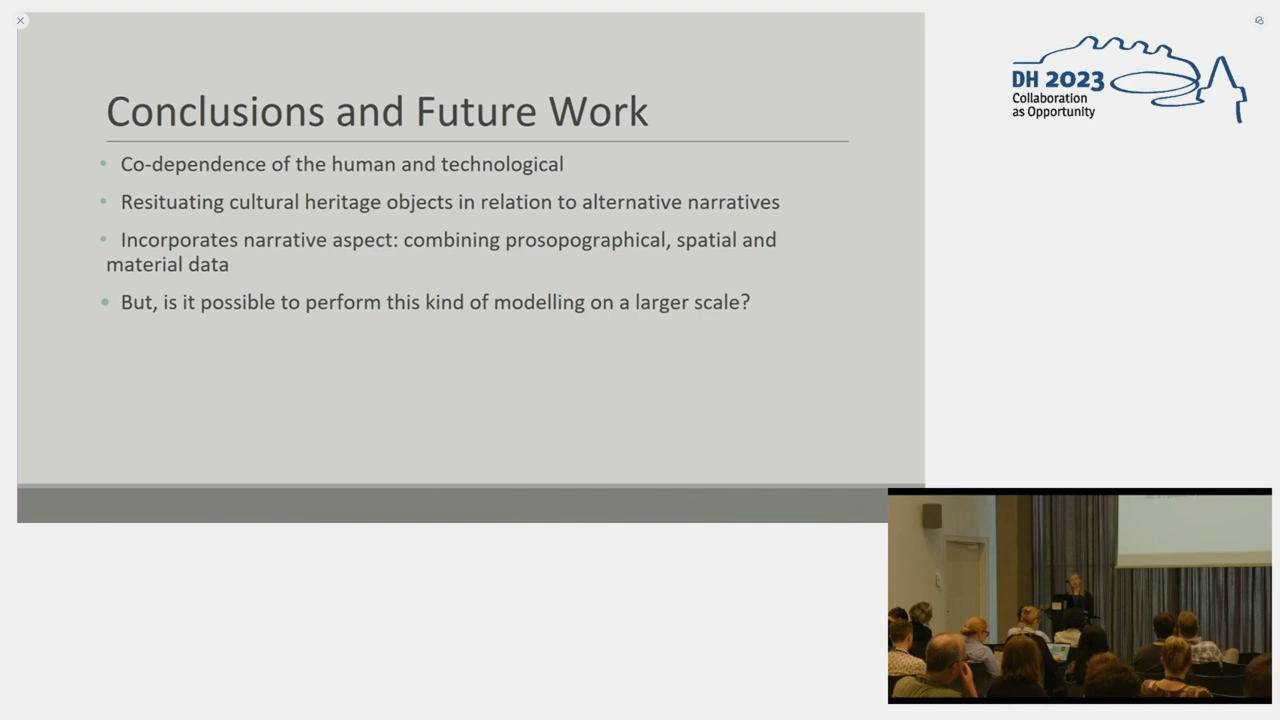 Conclusions and Future Work
• Co-dependence of the human and technological
• Resituating cultural heritage objects in relation to alternative narratives
• Incorporates narrative aspect: combining prosopographical, spatial and
material data
• But, is it possible to perform this kind of modelling on a larger scale?
DH 2023
Collaboration
as Opportunity